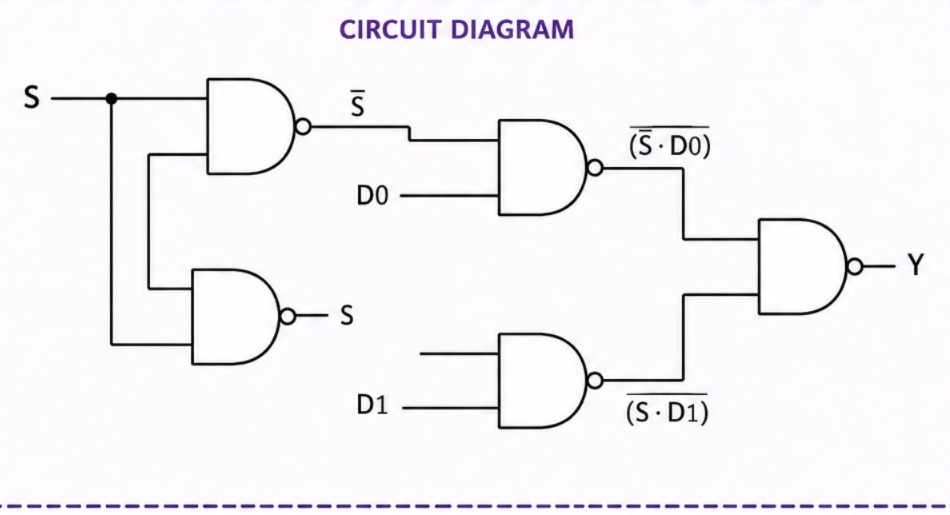 CIRCUIT DIAGRAM
S
S̅
D0
(S̅ · D0)̅
Y
S
D1
(S · D1)̅